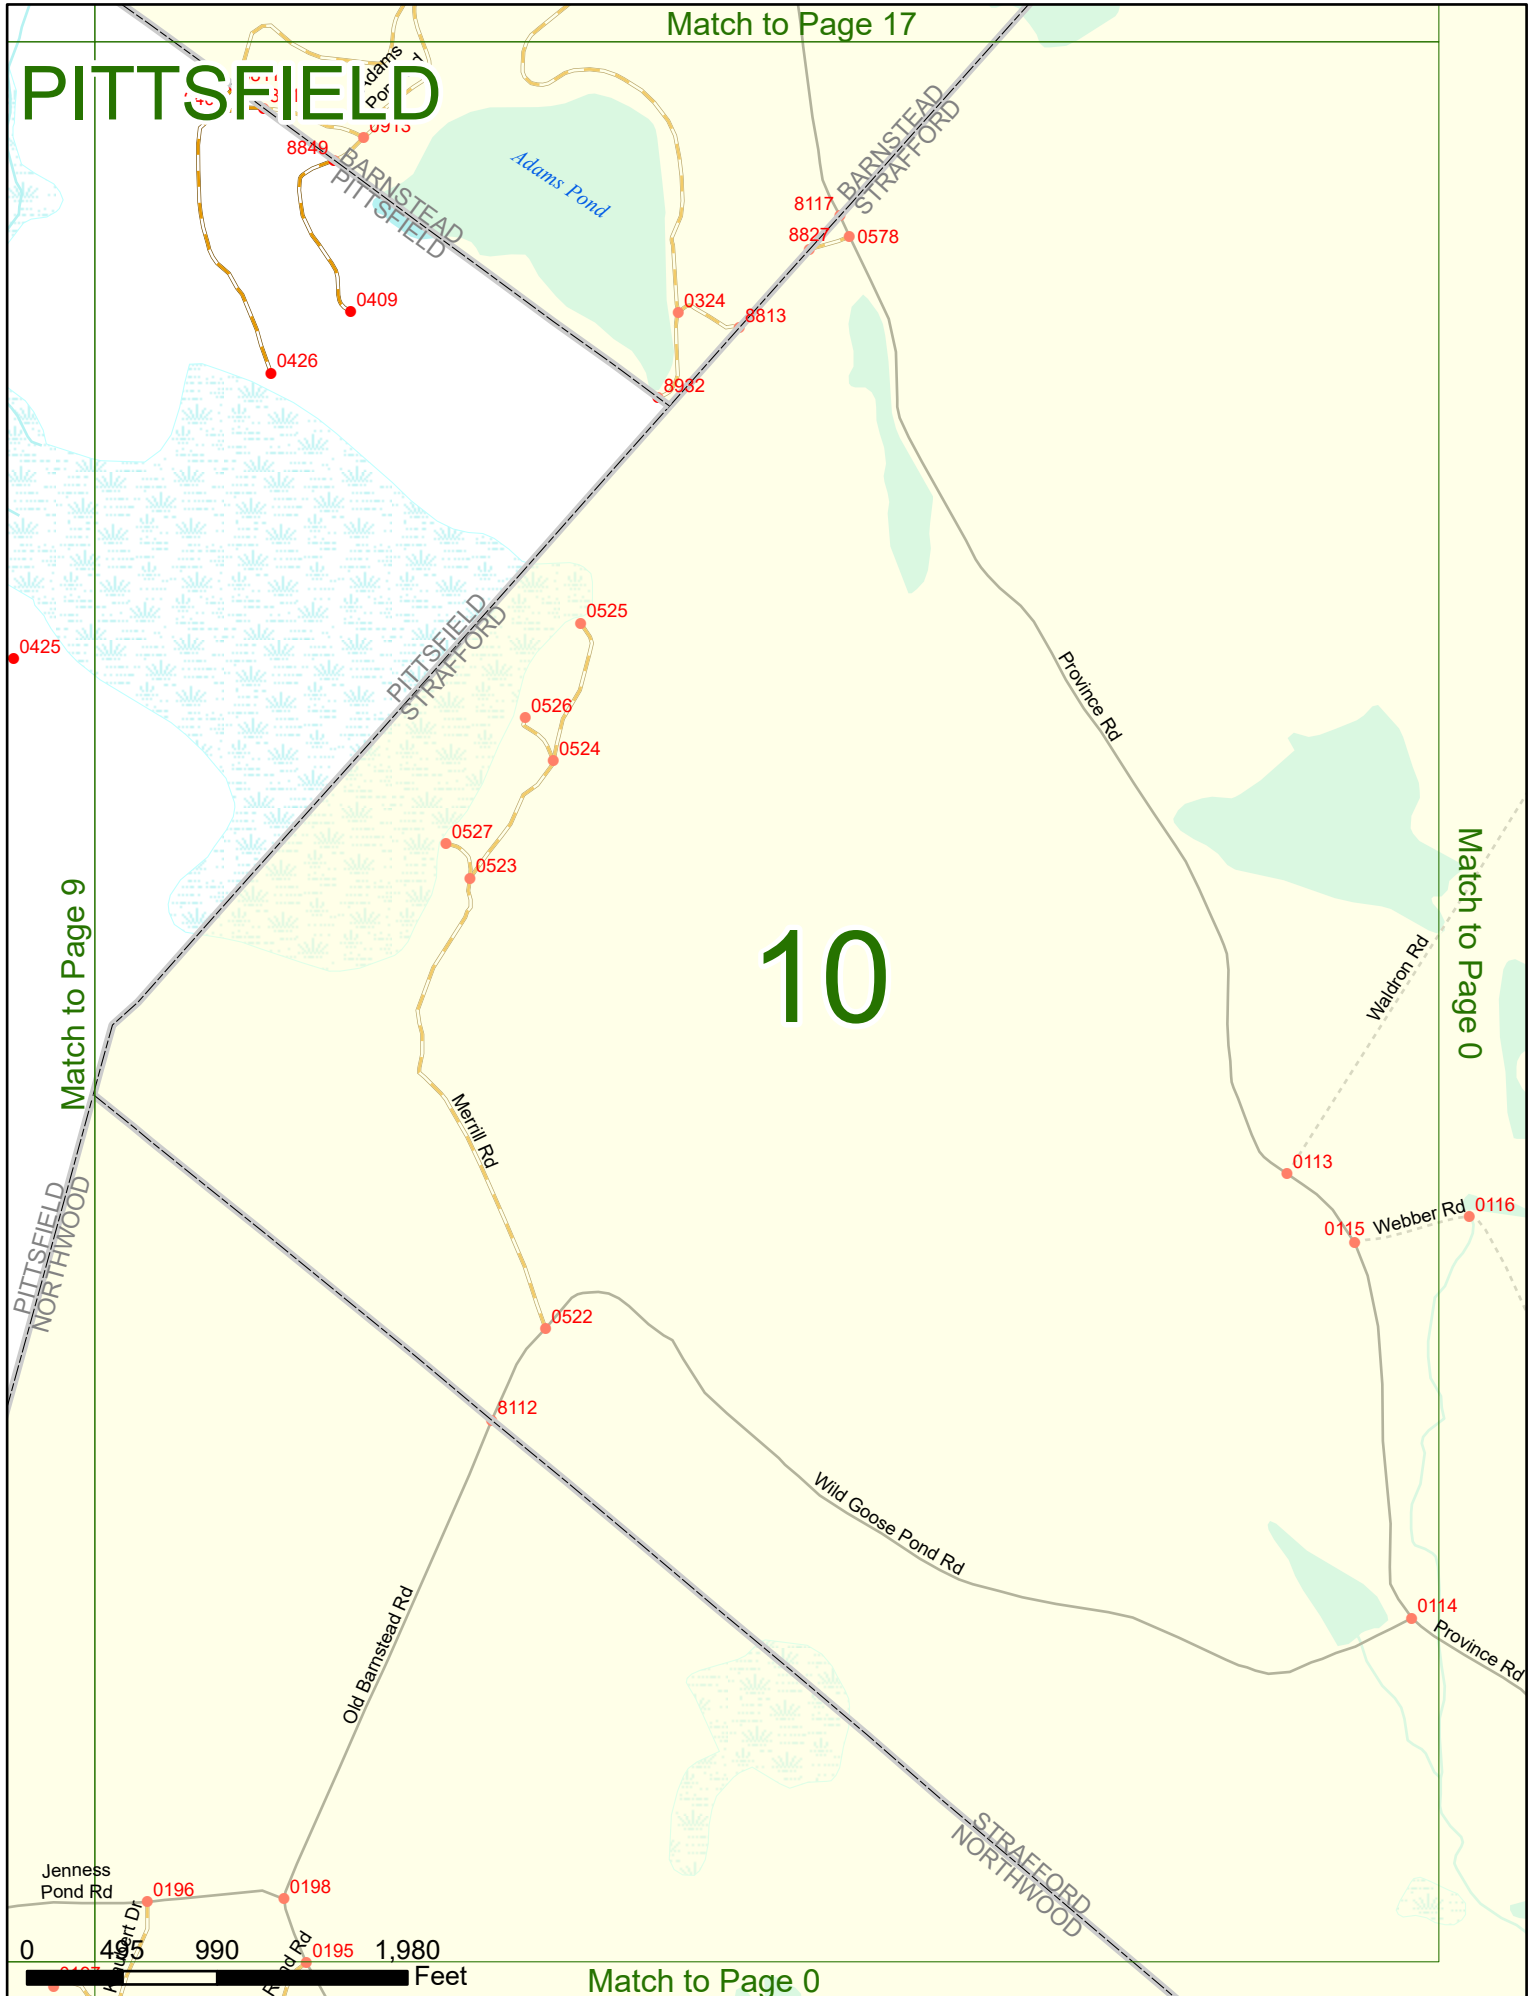 Match to Page 17
PITTSFIELD
Adams
0913
8849
BARNSTEAD
PITTSFIELD
Adams Pond
BARNSTEAD
STRAFFORD
8117
8827
0578
0409
0324
8813
0426
8932
0525
PITTSFIELD
STRAFFORD
0425
0526
Province Rd
0524
0527
0523
Match to Page 9
10
Match to Page 0
Waldron Rd
Merrill Rd
0113
PITTSFIELD
NORTHWOOD
0115
Webber Rd
0116
0522
8112
Wild Goose Pond Rd
Old Barnstead Rd
0114
Province Rd
STRAFFORD
NORTHWOOD
Jenness
Pond Rd
0196
0198
0195
0 495 990 1,980
Feet
Match to Page 0